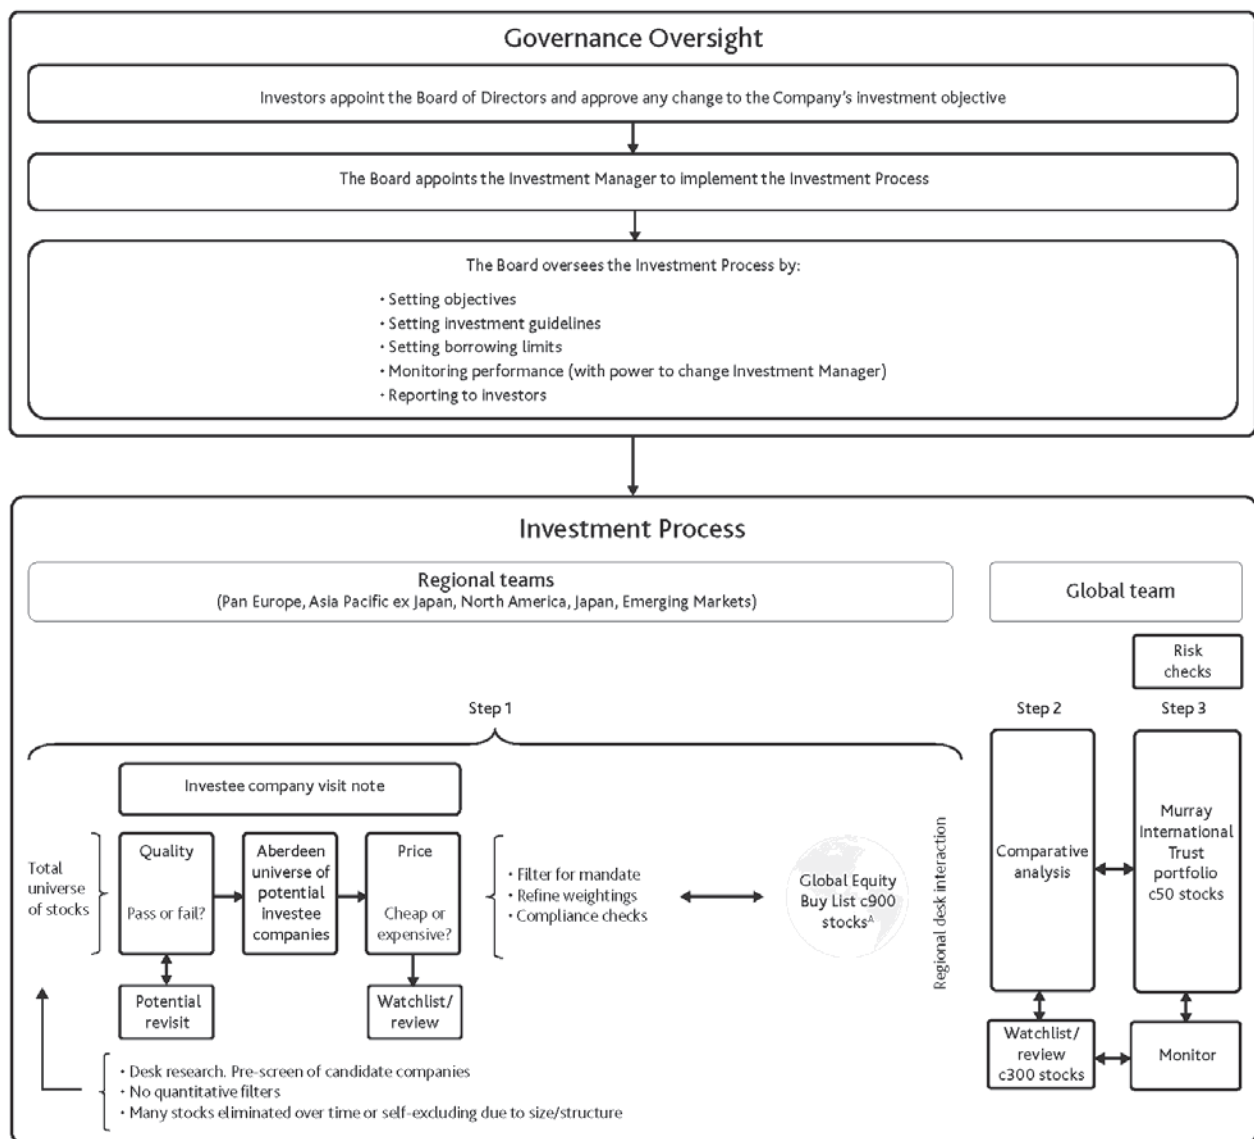 Governance Oversight
Investors appoint the Board of Directors and approve any change to the Company's investment objective
The Board appoints the Investment Manager to implement the Investment Process
The Board oversees the Investment Process by:
• Setting objectives
• Setting investment guidelines
• Setting borrowing limits
• Monitoring performance (with power to change Investment Manager)
• Reporting to investors
Investment Process
Regional teams
(Pan Europe, Asia Pacific ex Japan, North America, Japan, Emerging Markets)
Global team
Risk
checks
Step 1
Step 2
Step 3
Investee company visit note
Total
universe
of stocks
Quality
Pass or fail?
Aberdeen
universe of
potential
investee
companies
Price
Cheap or
expensive?
• Filter for mandate
• Refine weightings
• Compliance checks
Global Equity
Buy List c900
stocksᴬ
Regional desk interaction
Comparative
analysis
Murray
International
Trust
portfolio
c50 stocks
Potential
revisit
Watchlist/
review
Watchlist/
review
c300 stocks
Monitor
• Desk research. Pre-screen of candidate companies
• No quantitative filters
• Many stocks eliminated over time or self-excluding due to size/structure